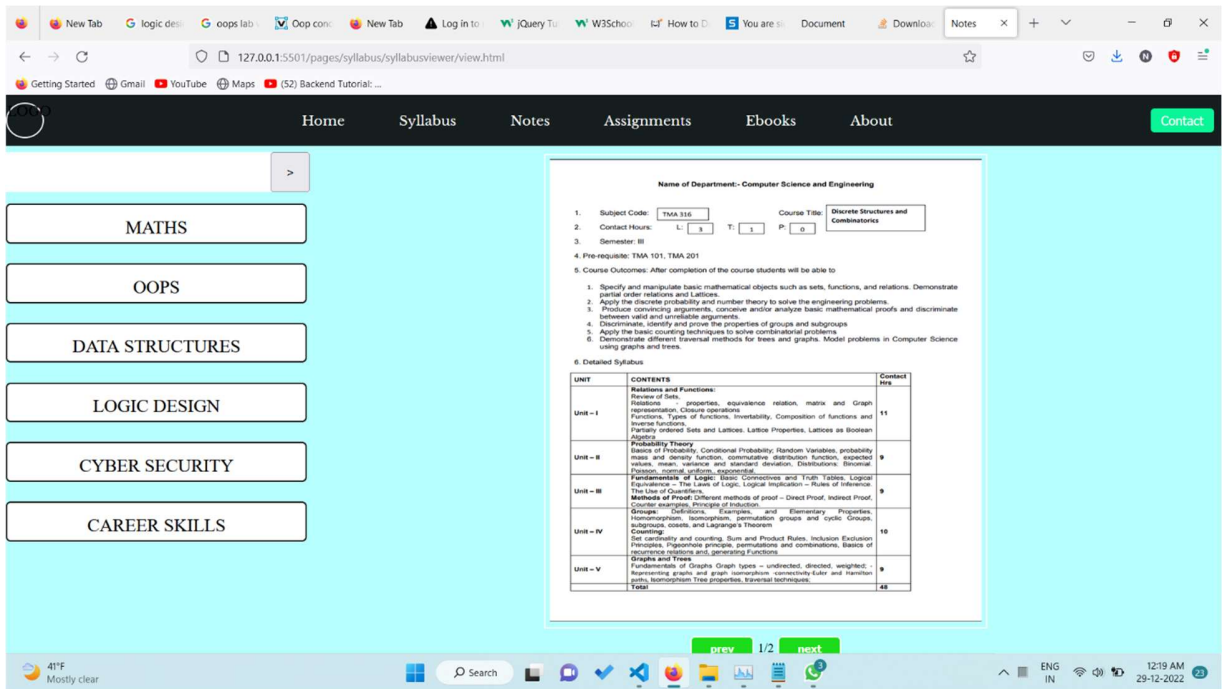 New Tab
G logic desi
G oops lab
Oop conc
New Tab
Log in to
jQuery Tu
W3Schoo
How to D
S You are si
Document
Downloac
Notes
127.0.0.1:5501/pages/syllabus/syllabusviewer/view.html
Getting Started Gmail YouTube Maps (52) Backend Tutorial: ...
LOGO
Home Syllabus Notes Assignments Ebooks About Contact
>
MATHS
OOPS
DATA STRUCTURES
LOGIC DESIGN
CYBER SECURITY
CAREER SKILLS
Name of Department:- Computer Science and Engineering
1. Subject Code: TMA 316 Course Title: Discrete Structures and Combinatorics
2. Contact Hours: L: 3 T: 1 P: 0
3. Semester: III
4. Pre-requisite: TMA 101, TMA 201
5. Course Outcomes: After completion of the course students will be able to
1. Specify and manipulate basic mathematical objects such as sets, functions, and relations. Demonstrate
partial order relations and Lattices.
2. Apply the discrete probability and number theory to solve the engineering problems.
3. Produce convincing arguments, conceive and/or analyze basic mathematical proofs and discriminate
between valid and unreliable arguments.
4. Discriminate, identify and prove the properties of groups and subgroups
5. Apply the basic counting techniques to solve combinatorial problems
6. Demonstrate different traversal methods for trees and graphs. Model problems in Computer Science
using graphs and trees.
6. Detailed Syllabus
UNIT CONTENTS Contact Hrs
Relations and Functions:
Review of Sets,
Relations - properties, equivalence relation, matrix and Graph
representation, Closure operations
Unit – I Functions, Types of functions, Invertability, Composition of functions and 11
Inverse functions,
Partially ordered Sets and Lattices, Lattice Properties, Lattices as Boolean
Algebra
Probability Theory
Basics of Probability, Conditional Probability; Random Variables, probability
Unit – II mass and density function, commutative distribution function, expected 9
values, mean, variance and standard deviation, Distributions: Binomial.
Poisson, normal, uniform, exponential,
Fundamentals of Logic: Basic Connectives and Truth Tables, Logical
Equivalence – The Laws of Logic, Logical Implication – Rules of Inference.
Unit – III The Use of Quantifiers, 9
Methods of Proof: Different methods of proof – Direct Proof, Indirect Proof,
Counter examples, Principle of Induction.
Groups: Definitions, Examples, and Elementary Properties,
Homomorphism, Isomorphism, permutation groups and cyclic Groups,
subgroups, cosets, and Lagrange's Theorem
Unit – IV Counting: 10
Set cardinality and counting, Sum and Product Rules, Inclusion Exclusion
Principles, Pigeonhole principle, permutations and combinations, Basics of
recurrence relations and, generating Functions
Graphs and Trees
Fundamentals of Graphs Graph types – undirected, directed, weighted; -
Unit – V Representing graphs and graph isomorphism -connectivity-Euler and Hamilton 9
paths, Isomorphism Tree properties, traversal techniques;
Total 48
prev 1/2 next
41°F
Mostly clear
Search
3
ENG
IN
12:19 AM
29-12-2022
23